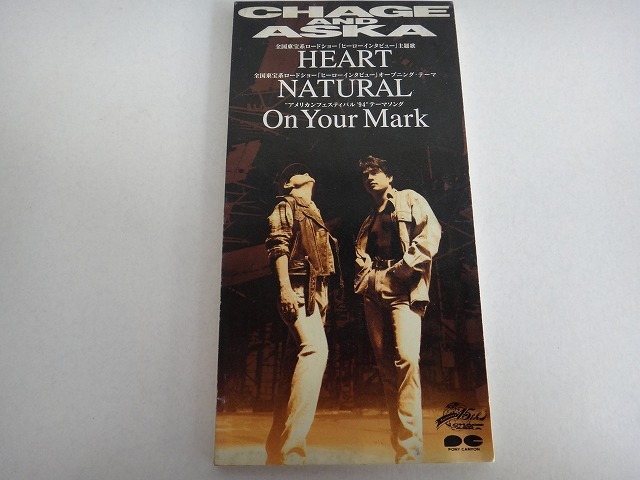 CHAGE
AND
ASKA
全国東宝系ロードショー「ヒーローインタビュー」主題歌
HEART
全国東宝系ロードショー「ヒーローインタビュー」オープニング・テーマ
NATURAL
"アメリカンフェスティバル'94"テーマソング
On Your Mark
15th
PONY CANYON